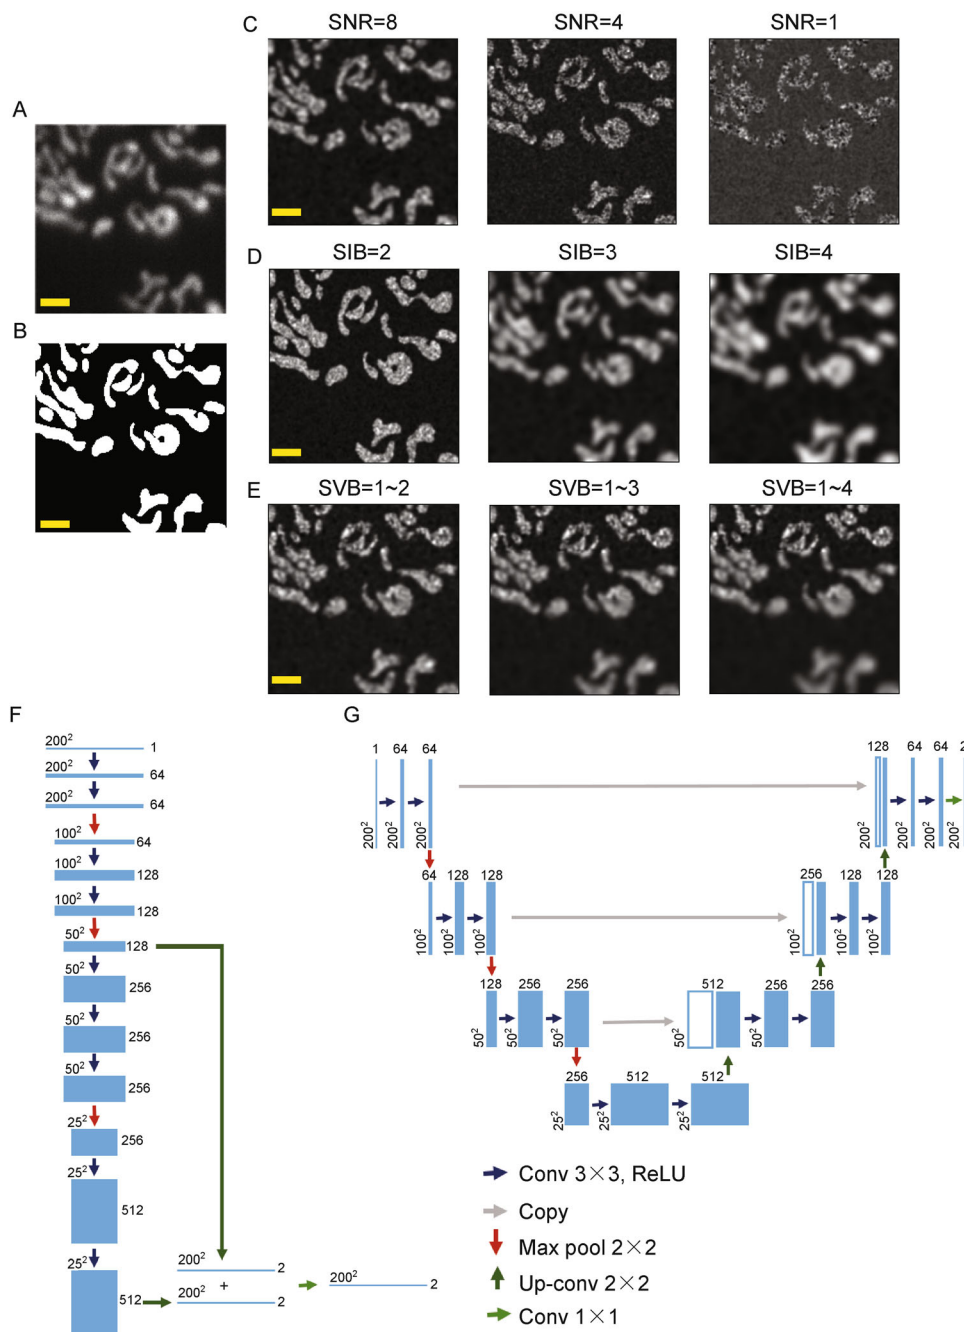 C
SNR=8
SNR=4
SNR=1
A
D
SIB=2
SIB=3
SIB=4
B
E
SVB=1~2
SVB=1~3
SVB=1~4
F
200² 1
200² 64
200² 64
100² 64
100² 128
100² 128
50² 128
50² 256
50² 256
50² 256
25² 256
25² 512
25² 512
200² 2
+
200² 2
200² 2
G
1 64 64
200² 200² 200²
128 64 64 2
200² 200² 200² 200²
64 128 128
100² 100² 100²
256 128 128
100² 100² 100²
128 256 256
50² 50² 50²
512 256 256
50² 50²
256 512 512
25² 25² 25²
Conv 3×3, ReLU
Copy
Max pool 2×2
Up-conv 2×2
Conv 1×1